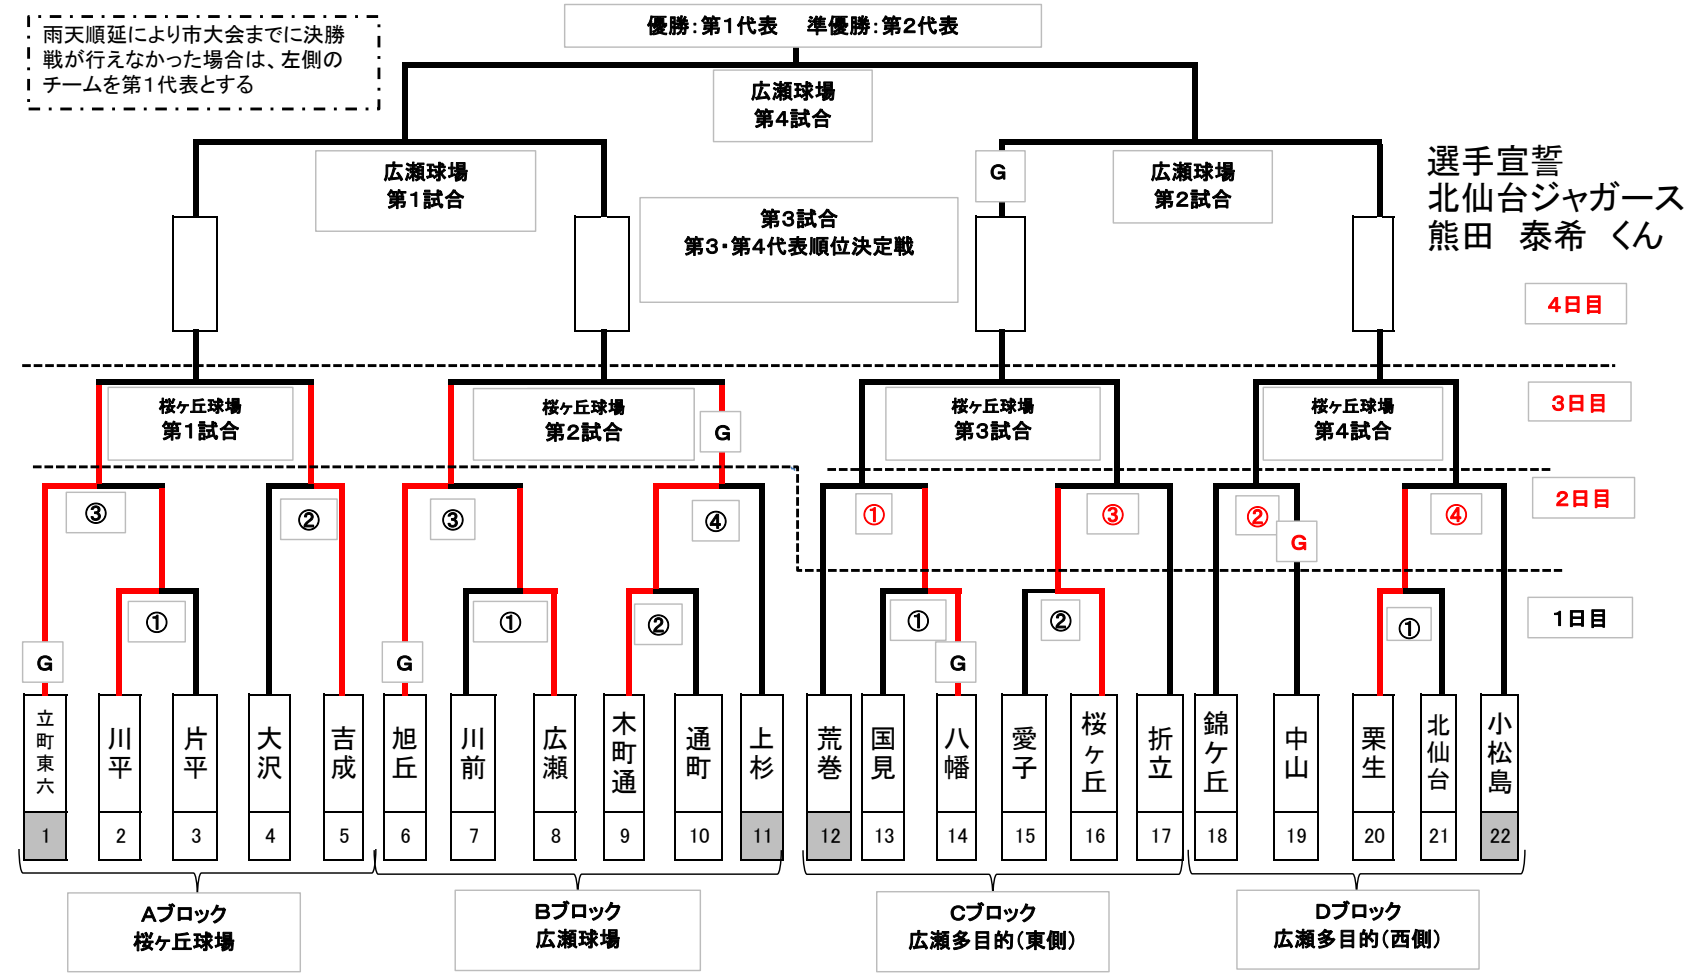 優勝：第１代表　準優勝：第２代表
雨天順延により市大会までに決勝
戦が行えなかった場合は、左側の
チームを第１代表とする
広瀬球場
第４試合
広瀬球場
第１試合
G
広瀬球場
第２試合
選手宣誓
北仙台ジャガース
熊田　泰希　くん
第３試合
第３・第４代表順位決定戦
４日目
桜ヶ丘球場
第１試合
桜ヶ丘球場
第２試合
G
桜ヶ丘球場
第３試合
桜ヶ丘球場
第４試合
３日目
③
②
③
④
①
③
②
G
④
２日目
①
①
②
①
②
①
１日目
G
G
G
立町東六
川平
片平
大沢
吉成
旭丘
川前
広瀬
木町通
通町
上杉
荒巻
国見
八幡
愛子
桜ヶ丘
折立
錦ケ丘
中山
栗生
北仙台
小松島
1 2 3 4 5 6 7 8 9 10 11 12 13 14 15 16 17 18 19 20 21 22
Aブロック
桜ヶ丘球場
Bブロック
広瀬球場
Cブロック
広瀬多目的（東側）
Dブロック
広瀬多目的（西側）